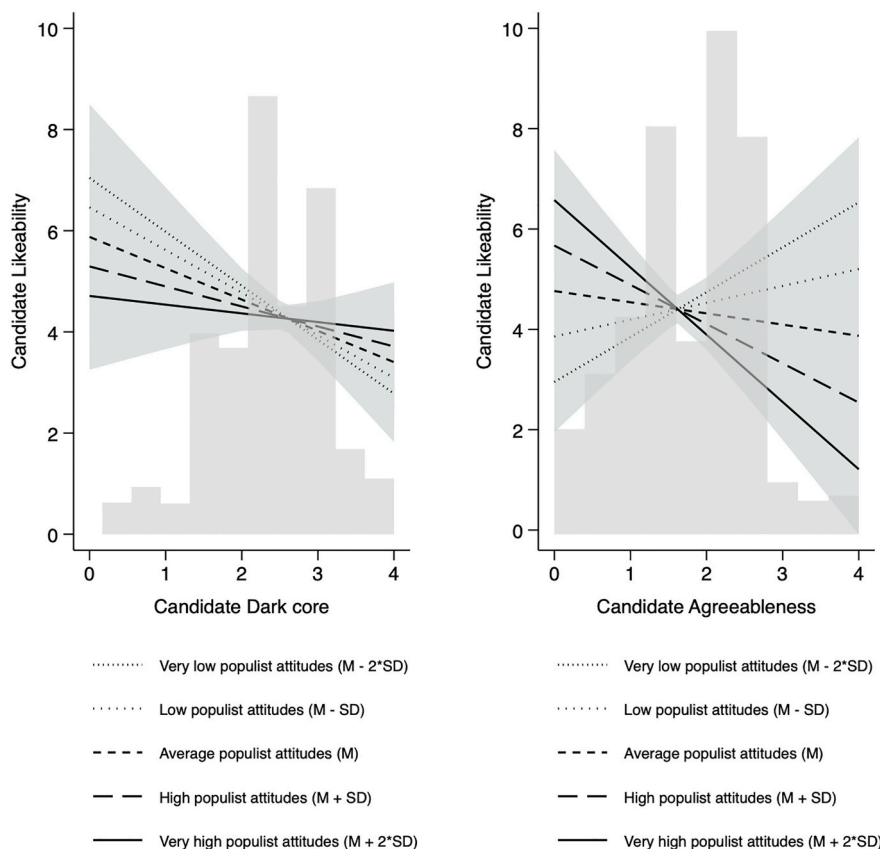 10
8
6
4
2
0
Candidate Likeability
0 1 2 3 4
Candidate Dark core
Very low populist attitudes (M - 2*SD)
Low populist attitudes (M - SD)
Average populist attitudes (M)
High populist attitudes (M + SD)
Very high populist attitudes (M + 2*SD)
10
8
6
4
2
0
Candidate Likeability
0 1 2 3 4
Candidate Agreeableness
Very low populist attitudes (M - 2*SD)
Low populist attitudes (M - SD)
Average populist attitudes (M)
High populist attitudes (M + SD)
Very high populist attitudes (M + 2*SD)